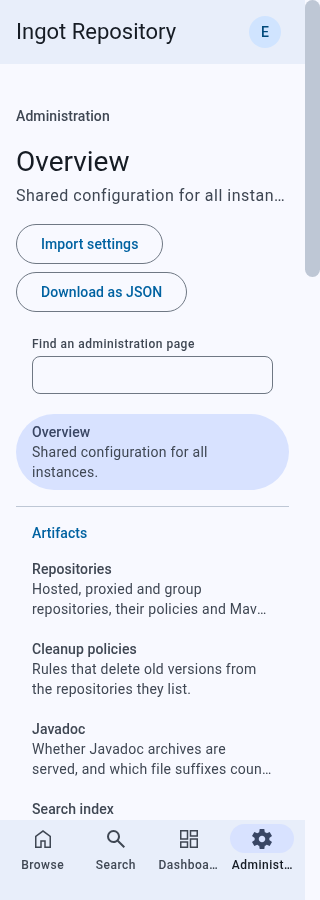 Ingot Repository
E
Administration
Overview
Shared configuration for all instan…
Import settings
Download as JSON
Find an administration page
Overview
Shared configuration for all
instances.
Artifacts
Repositories
Hosted, proxied and group
repositories, their policies and Mav…
Cleanup policies
Rules that delete old versions from
the repositories they list.
Javadoc
Whether Javadoc archives are
served, and which file suffixes coun…
Search index
Browse
Search
Dashboa…
Administ…